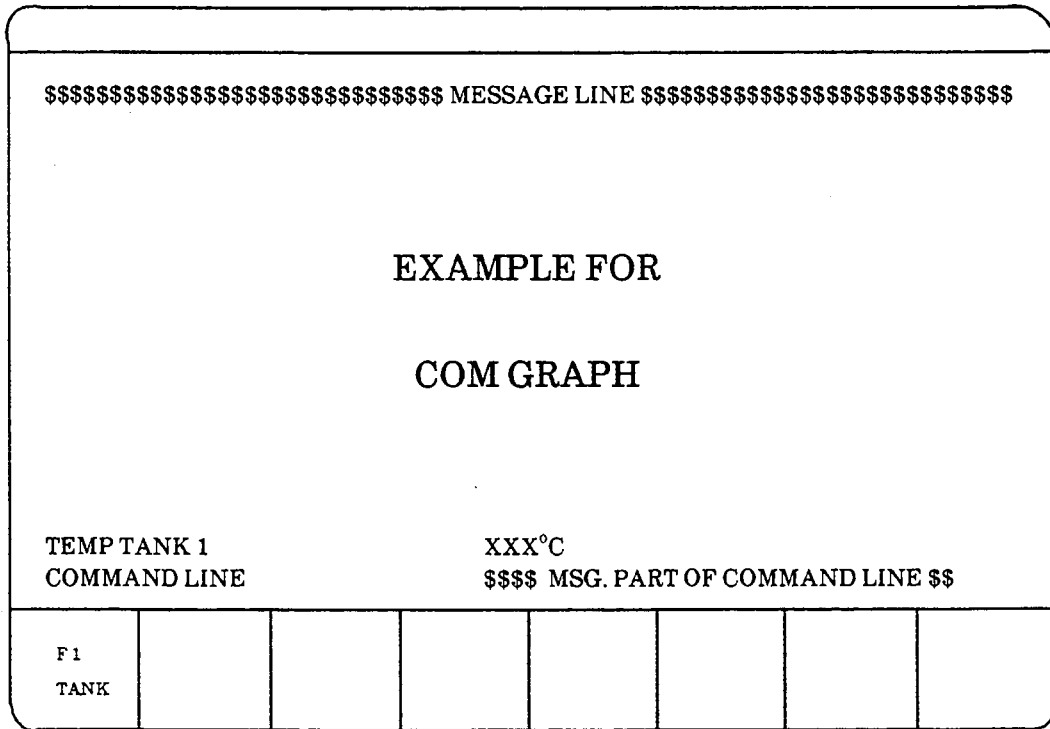 $$$$$$$$$$$$$$$$$$$$$$$$$$$$$$ MESSAGE LINE $$$$$$$$$$$$$$$$$$$$$$$$$$$$
EXAMPLE FOR
COM GRAPH
TEMP TANK 1 XXX°C
COMMAND LINE $$$$ MSG. PART OF COMMAND LINE $$
F1
TANK